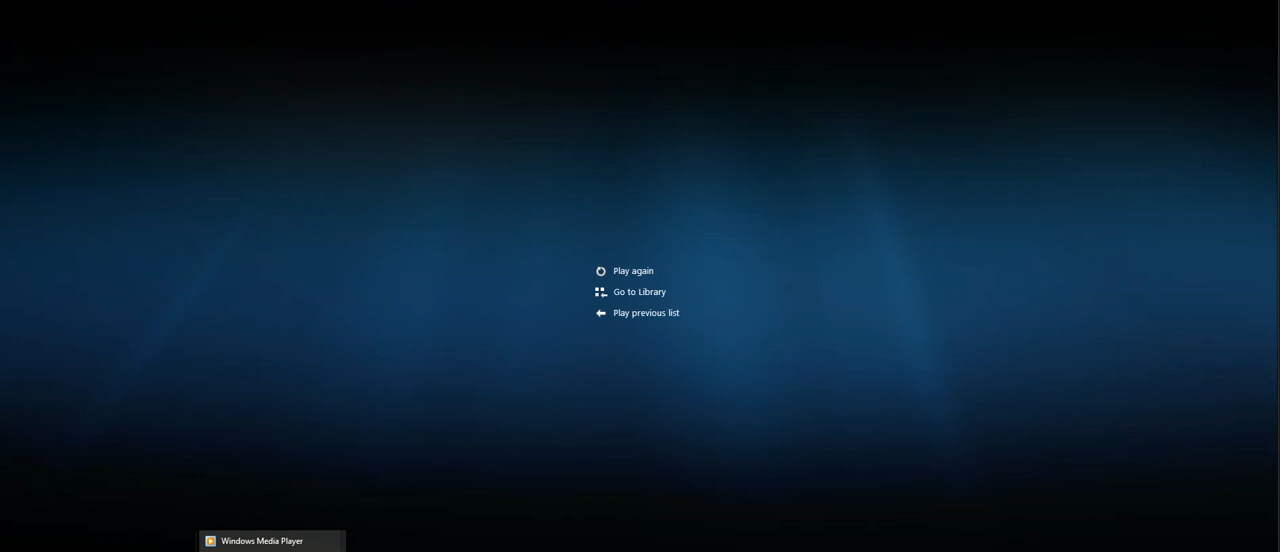 Play again
Go to Library
Play previous list
Windows Media Player